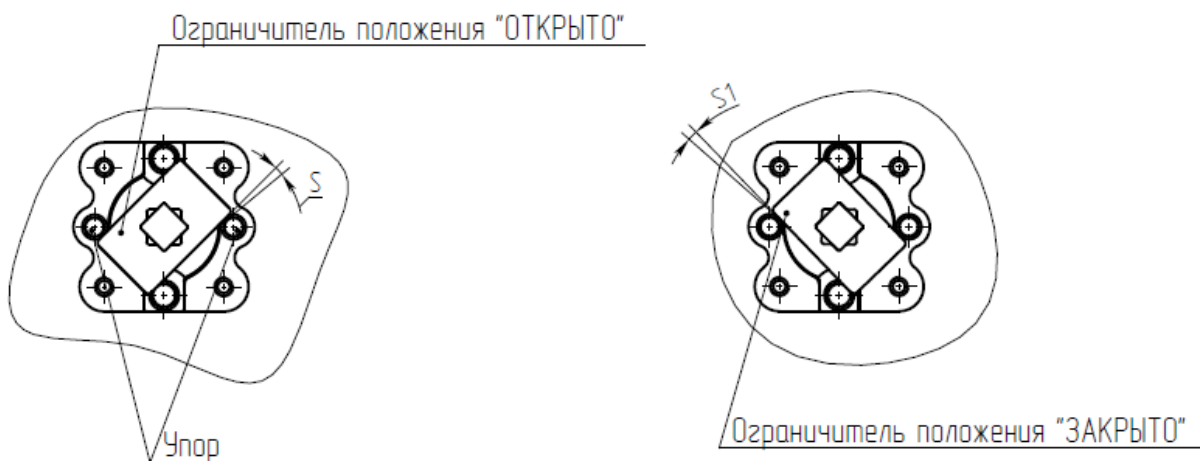 Ограничитель положения "ОТКРЫТО"
S1
S
Ограничитель положения "ЗАКРЫТО"
Упор